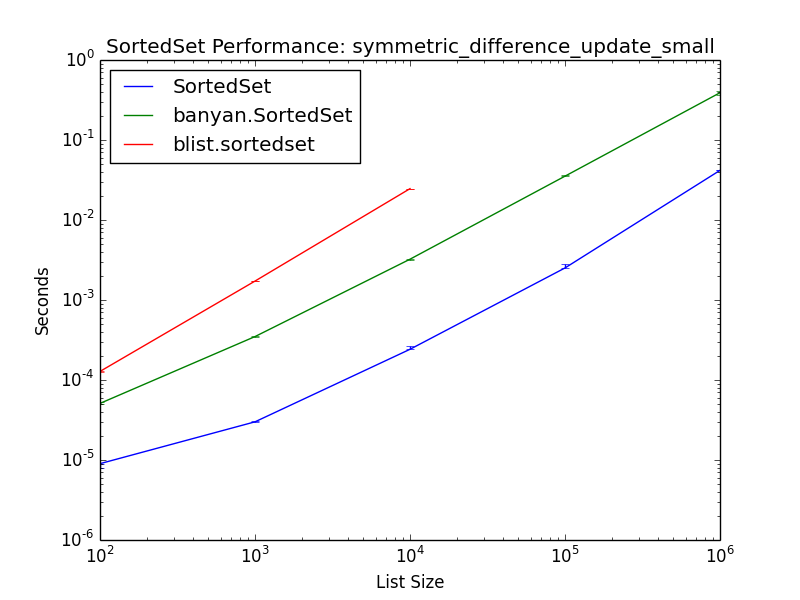 SortedSet Performance: symmetric_difference_update_small
SortedSet
banyan.SortedSet
blist.sortedset
10^0
10^-1
10^-2
10^-3
10^-4
10^-5
10^-6
Seconds
10^2 10^3 10^4 10^5 10^6
List Size